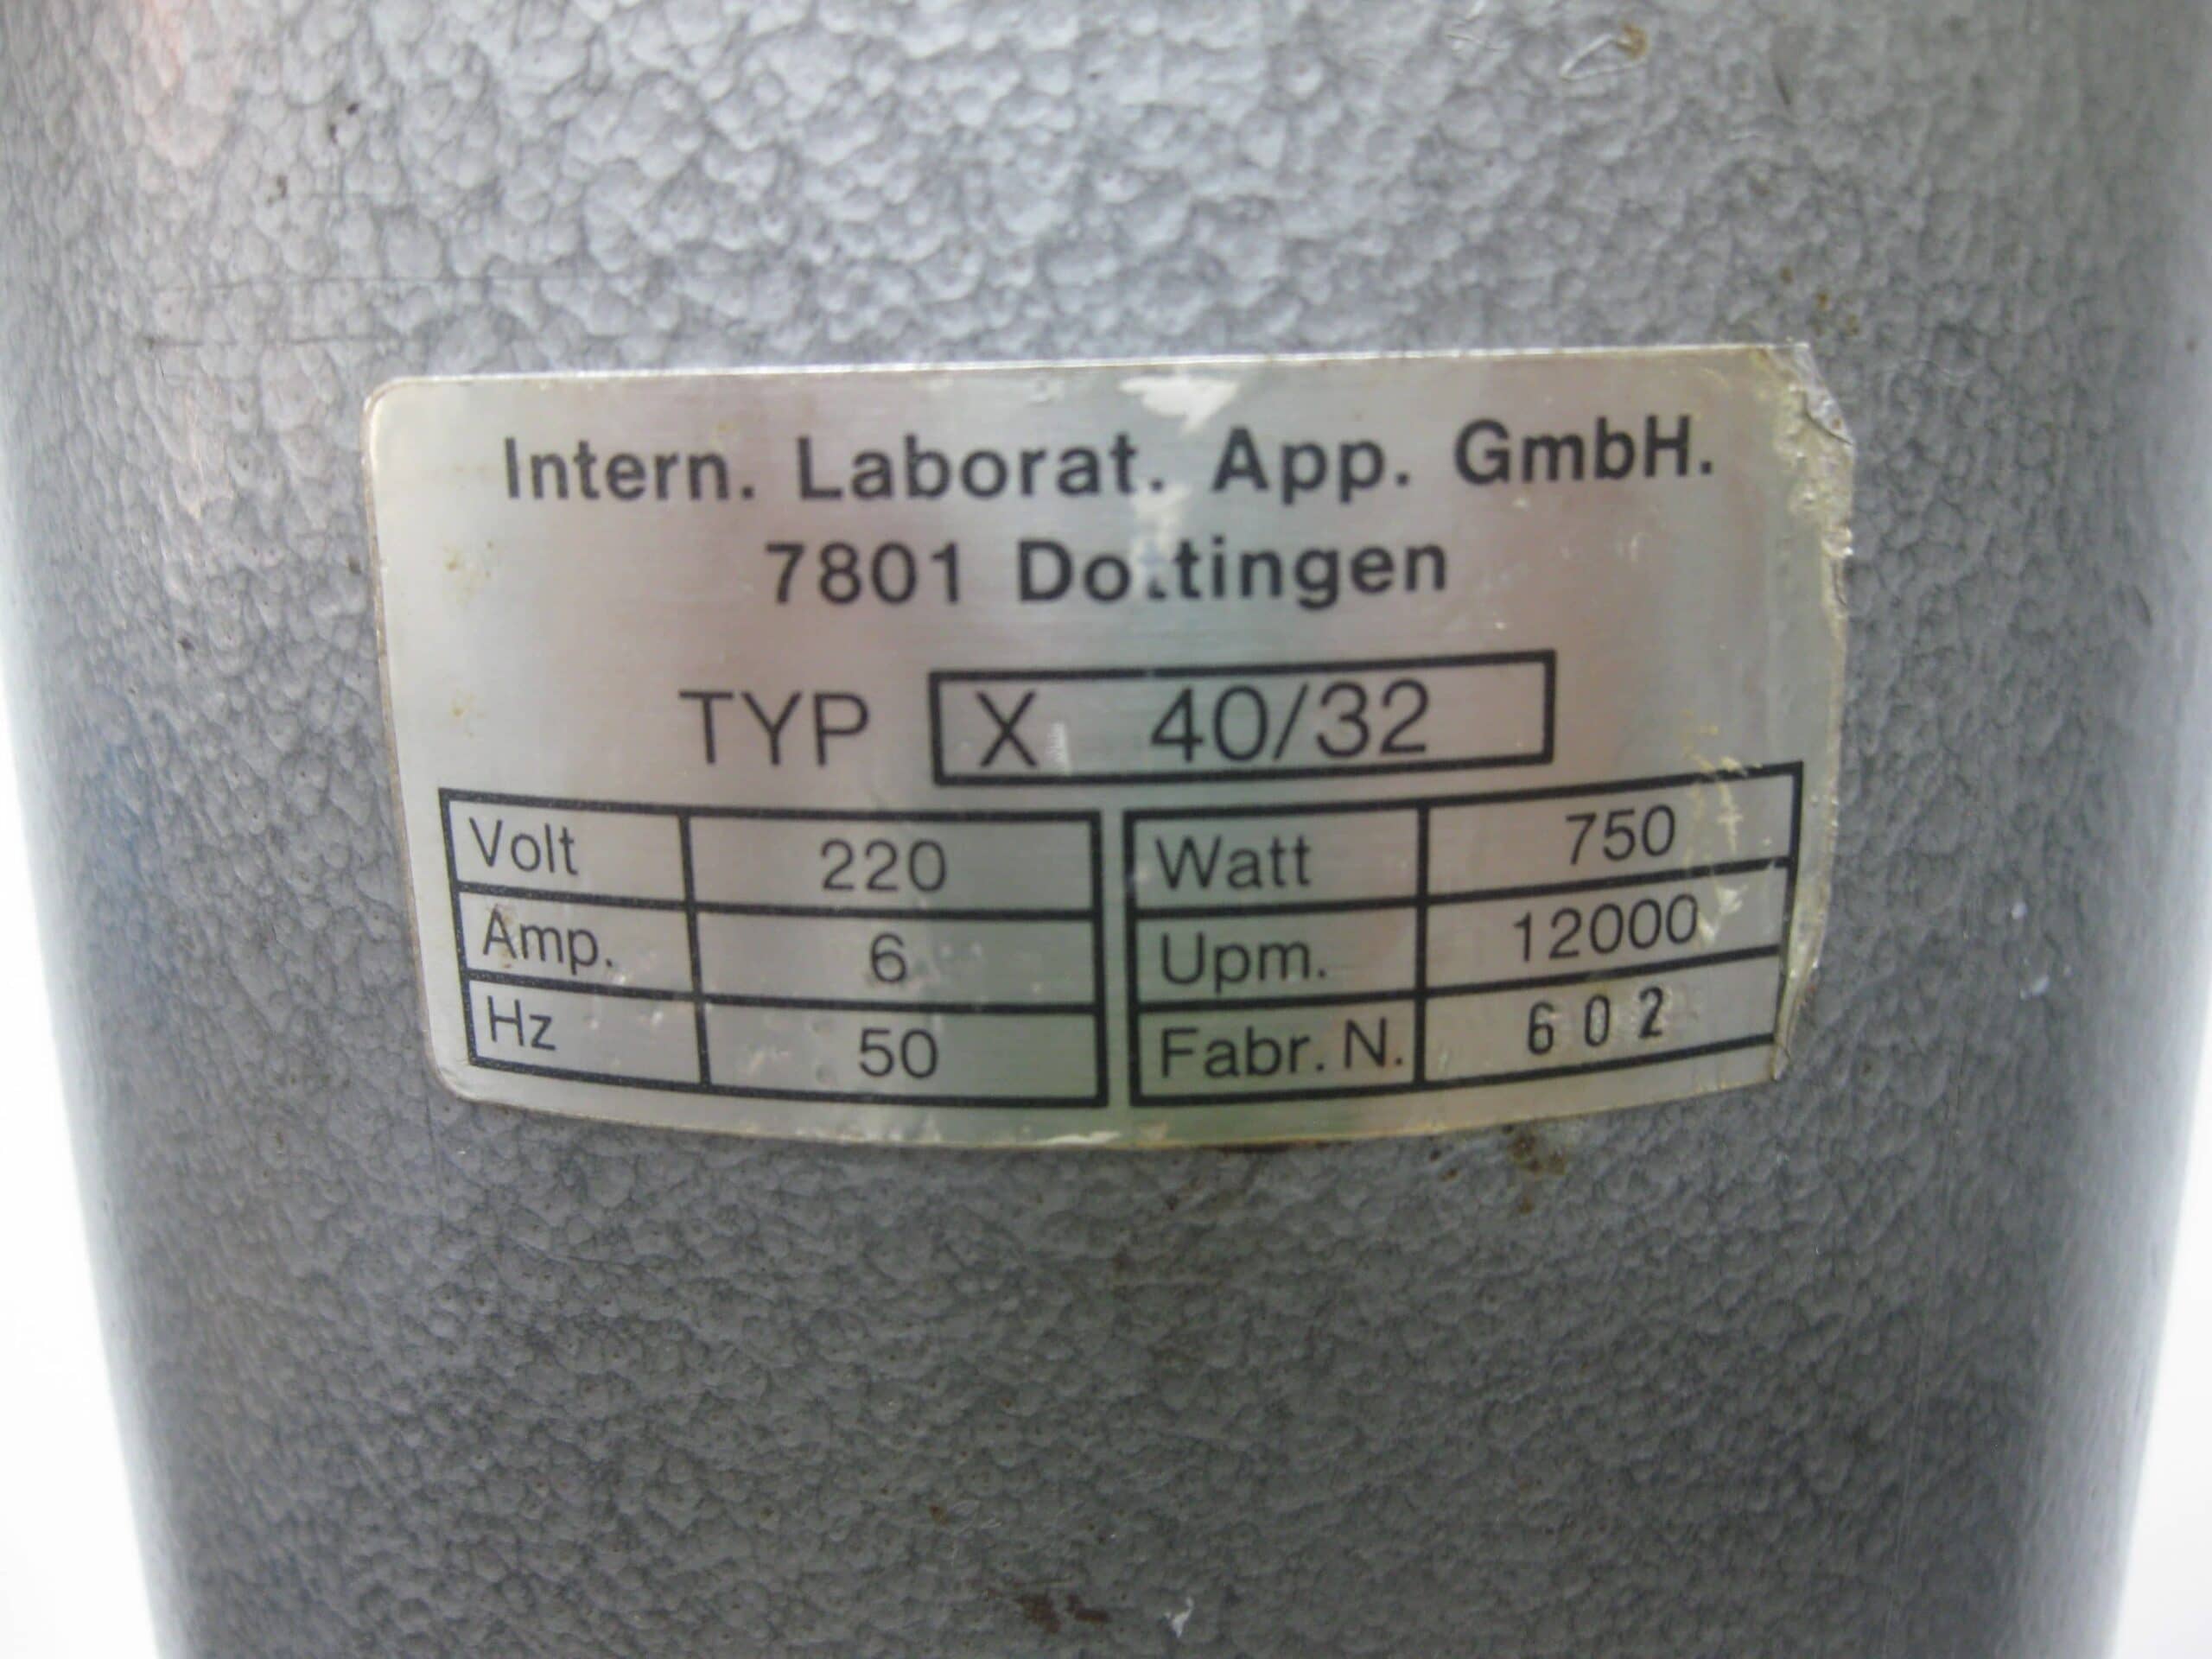 Intern. Laborat. App. GmbH.
7801 Dottingen
TYP X 40/32
Volt 220 Watt 750
Amp. 6 Upm. 12000
Hz 50 Fabr. N. 602